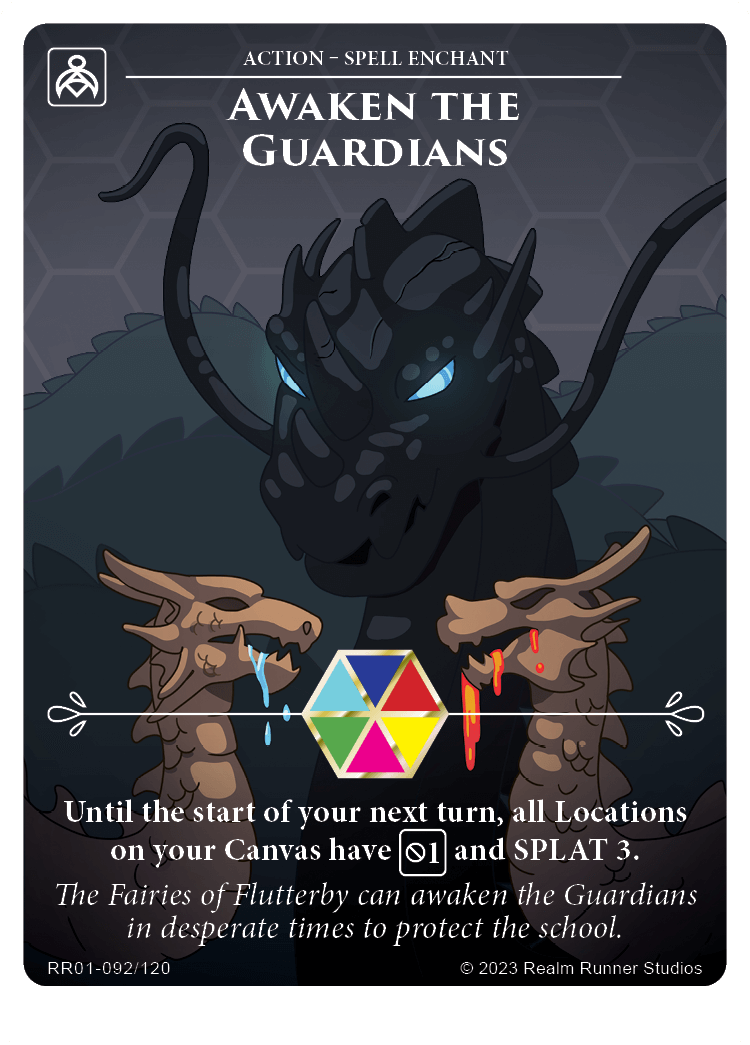 ACTION – SPELL ENCHANT
AWAKEN THE
GUARDIANS
Until the start of your next turn, all Locations
on your Canvas have 1 and SPLAT 3.
The Fairies of Flutterby can awaken the Guardians
in desperate times to protect the school.
RR01-092/120 © 2023 Realm Runner Studios